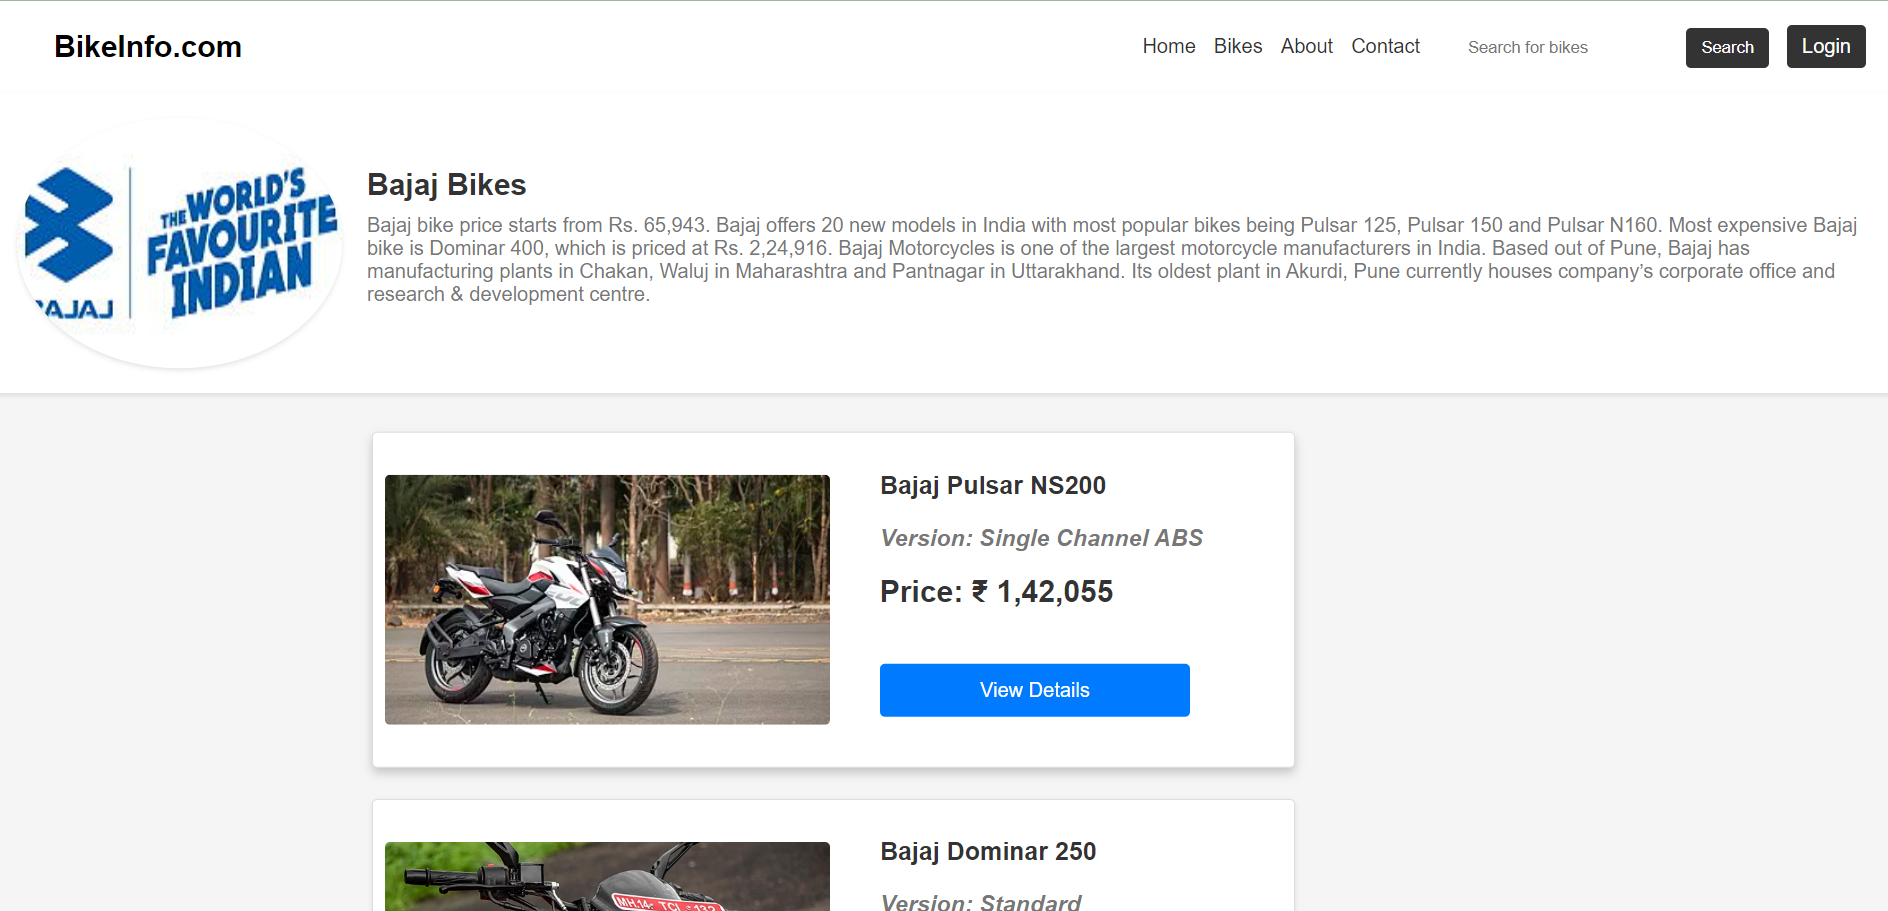 BikeInfo.com
Home Bikes About Contact Search for bikes Search Login
THE WORLD'S
FAVOURITE
INDIAN
BAJAJ
Bajaj Bikes
Bajaj bike price starts from Rs. 65,943. Bajaj offers 20 new models in India with most popular bikes being Pulsar 125, Pulsar 150 and Pulsar N160. Most expensive Bajaj
bike is Dominar 400, which is priced at Rs. 2,24,916. Bajaj Motorcycles is one of the largest motorcycle manufacturers in India. Based out of Pune, Bajaj has
manufacturing plants in Chakan, Waluj in Maharashtra and Pantnagar in Uttarakhand. Its oldest plant in Akurdi, Pune currently houses company’s corporate office and
research & development centre.
Bajaj Pulsar NS200
Version: Single Channel ABS
Price: ₹ 1,42,055
View Details
Bajaj Dominar 250
Version: Standard